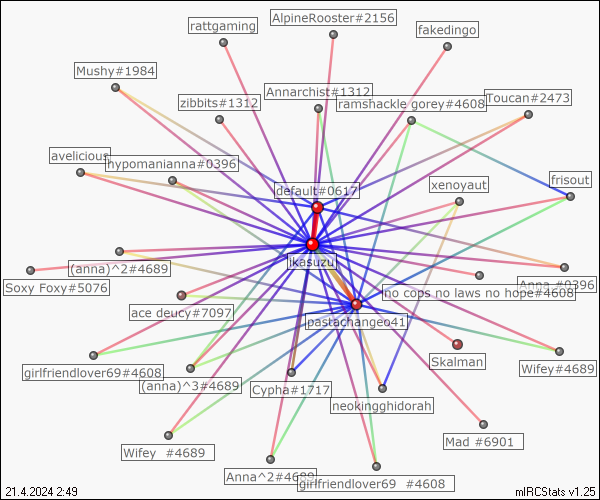 AlpineRooster#2156
rattgaming
fakedingo
Mushy#1984
Annarchist#1312
zibbits#1312
ramshackle gorey#4608
Toucan#2473
avelicious
hypomanianna#0396
default#0617
xenoyaut
frisout
jkasuzu
(anna)^2#4689
Soxy Foxy#5076
Anna #0396
no cops no laws no hope#4608
ace deucy#7097
pastachangeo41
Skalman
girlfriendlover69#4608
(anna)^3#4689
Cypha#1717
Wifey#4689
neokingghidorah
Wifey #4689
Mad #6901
Anna^2#4689
girlfriendlover69 #4608
21.4.2024 2:49
mIRCStats v1.25